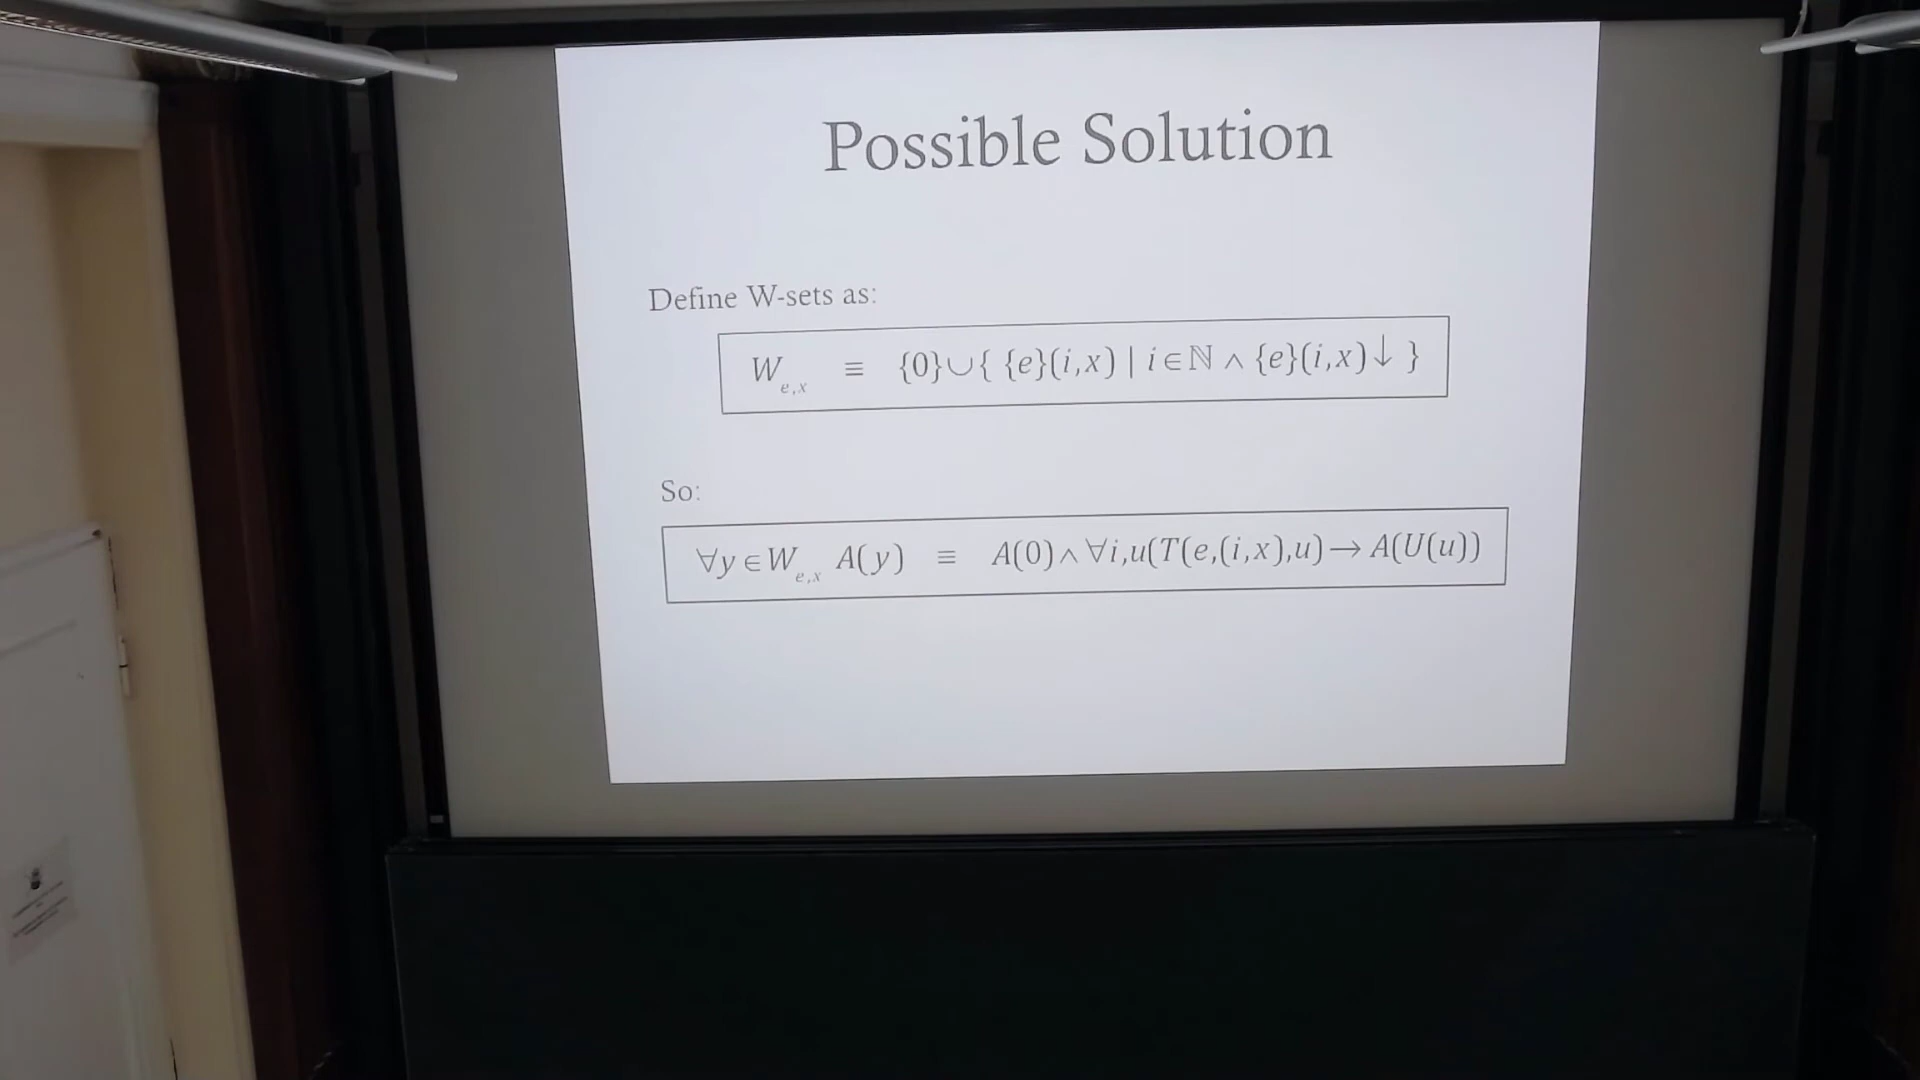 Possible Solution
Define W-sets as:
W_{e,x} ≡ {0}∪{ {e}(i,x) | i∈ℕ ∧ {e}(i,x)↓ }
So:
∀y∈W_{e,x} A(y) ≡ A(0)∧∀i,u(T(e,(i,x),u)→A(U(u))